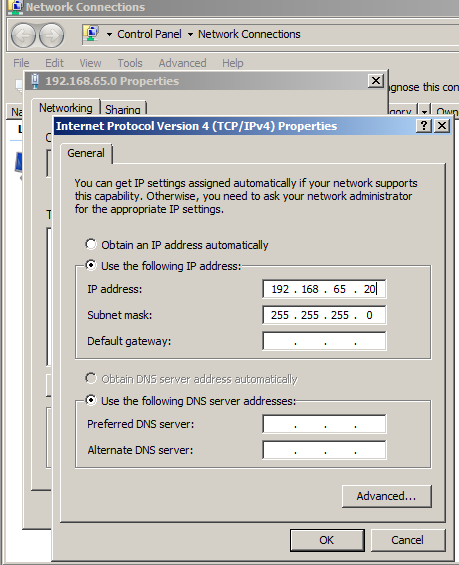 Network Connections
Control Panel Network Connections
File Edit View Tools Advanced Help
192.168.65.0 Properties
Networking Sharing
Internet Protocol Version 4 (TCP/IPv4) Properties
General
You can get IP settings assigned automatically if your network supports
this capability. Otherwise, you need to ask your network administrator
for the appropriate IP settings.
Obtain an IP address automatically
Use the following IP address:
IP address: 192 . 168 . 65 . 20
Subnet mask: 255 . 255 . 255 . 0
Default gateway: . . .
Obtain DNS server address automatically
Use the following DNS server addresses:
Preferred DNS server: . . .
Alternate DNS server: . . .
Advanced...
OK Cancel